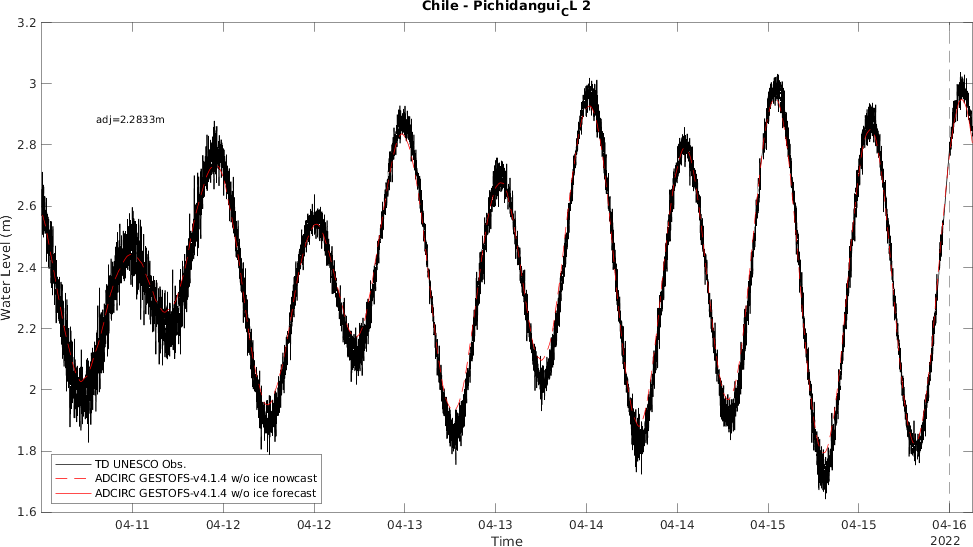 Chile - Pichidangui_CL 2
3.2
3
2.8
2.6
2.4
2.2
2
1.8
1.6
Water Level (m)
adj=2.2833m
TD UNESCO Obs.
ADCIRC GESTOFS-v4.1.4 w/o ice nowcast
ADCIRC GESTOFS-v4.1.4 w/o ice forecast
04-11 04-12 04-12 04-13 04-13 04-14 04-14 04-15 04-15 04-16
Time
2022